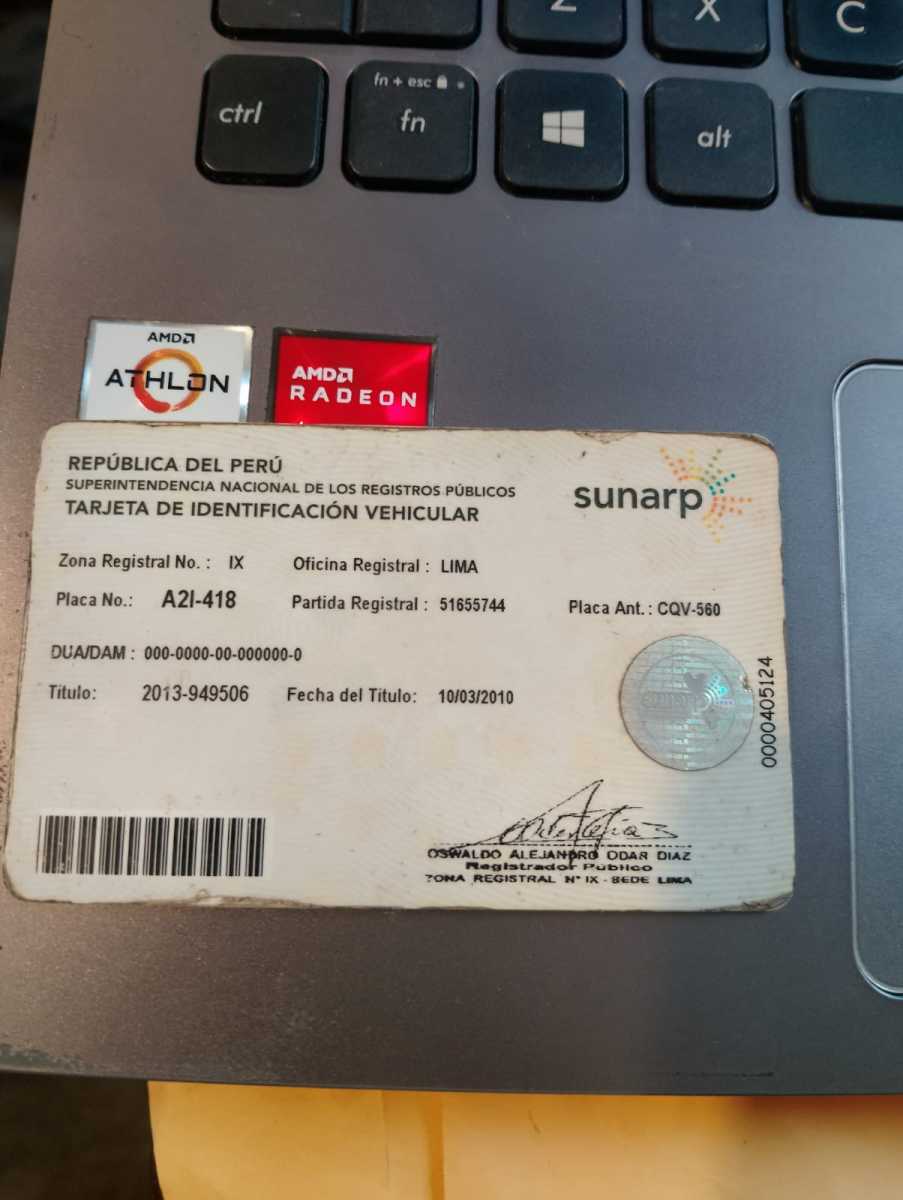 Z X C
ctrl fn + esc fn alt
AMD
ATHLON
AMD
RADEON
REPÚBLICA DEL PERÚ
SUPERINTENDENCIA NACIONAL DE LOS REGISTROS PÚBLICOS
TARJETA DE IDENTIFICACIÓN VEHICULAR
sunarp
Zona Registral No. : IX Oficina Registral : LIMA
Placa No.: A2I-418 Partida Registral : 51655744 Placa Ant. : CQV-560
DUA/DAM : 000-0000-00-000000-0
Titulo: 2013-949506 Fecha del Titulo: 10/03/2010
sunarp
0000405124
OSWALDO ALEJANDRO ODAR DIAZ
Registrador Público
ZONA REGISTRAL N° IX - SEDE LIMA